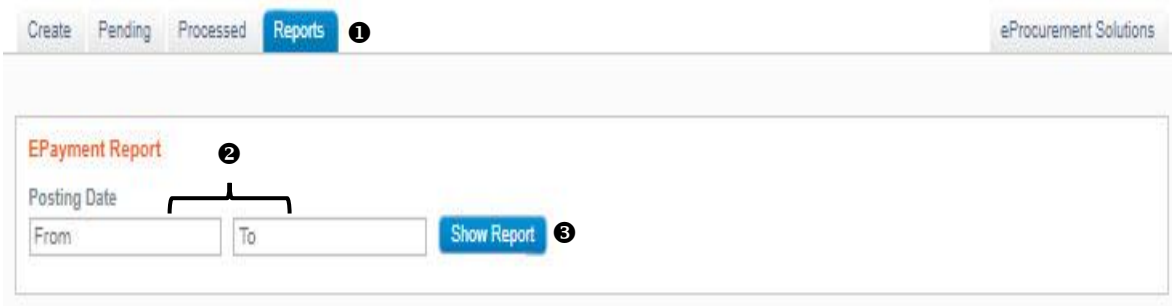 Create Pending Processed Reports ❶ eProcurement Solutions
EPayment Report
❷
Posting Date
From To Show Report ❸